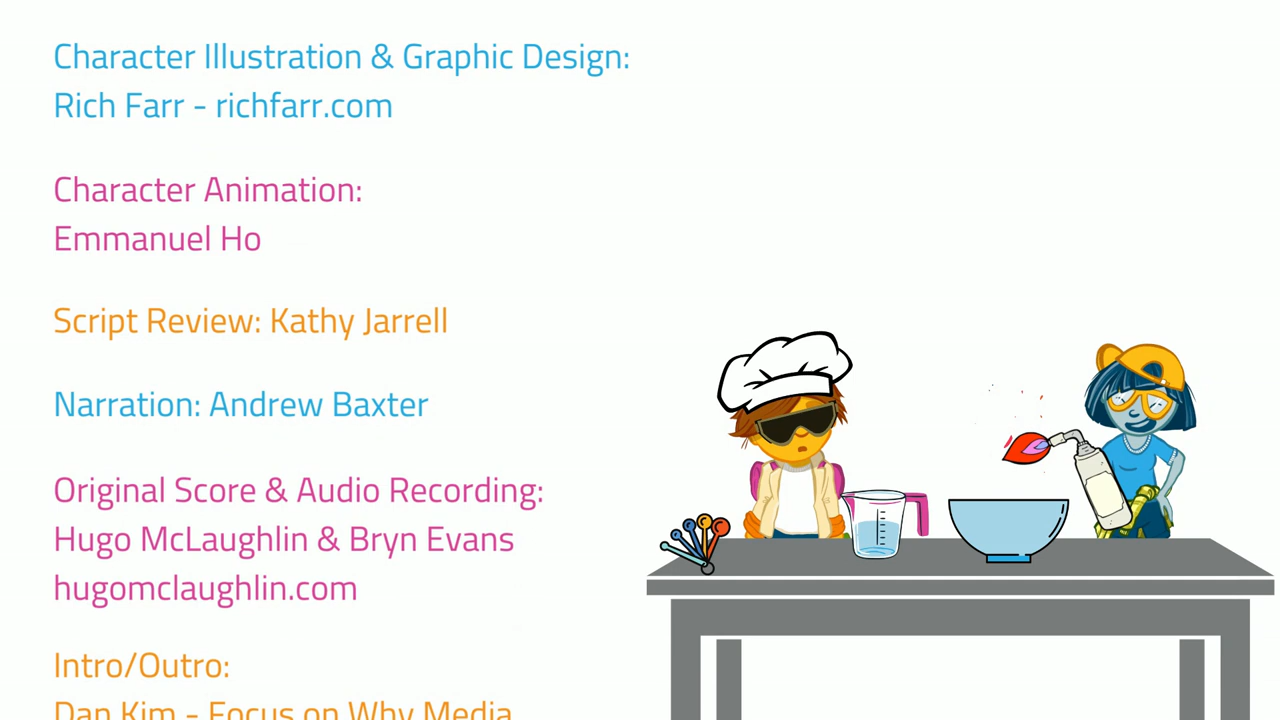 Character Illustration & Graphic Design:
Rich Farr - richfarr.com
Character Animation:
Emmanuel Ho
Script Review: Kathy Jarrell
Narration: Andrew Baxter
Original Score & Audio Recording:
Hugo McLaughlin & Bryn Evans
hugomclaughlin.com
Intro/Outro:
Dan Kim - Focus on Why Media